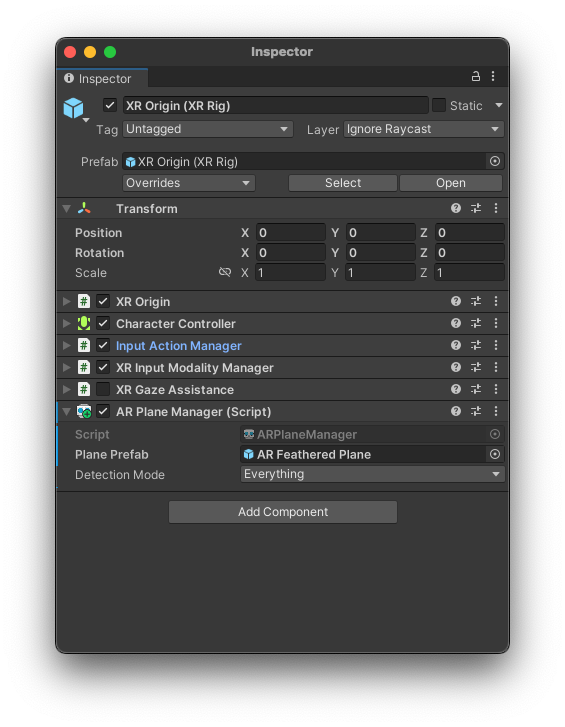 Inspector
Inspector
XR Origin (XR Rig) Static
Tag Untagged Layer Ignore Raycast
Prefab XR Origin (XR Rig)
Overrides Select Open
Transform
Position X 0 Y 0 Z 0
Rotation X 0 Y 0 Z 0
Scale X 1 Y 1 Z 1
# XR Origin
Character Controller
# Input Action Manager
# XR Input Modality Manager
# XR Gaze Assistance
AR Plane Manager (Script)
Script ARPlaneManager
Plane Prefab AR Feathered Plane
Detection Mode Everything
Add Component